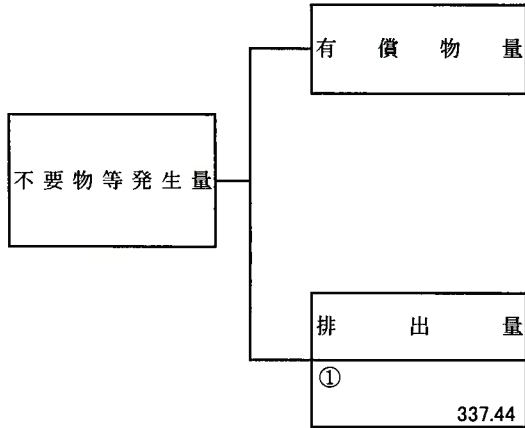 有償物量
不要物等発生量
排出量
①
337.44